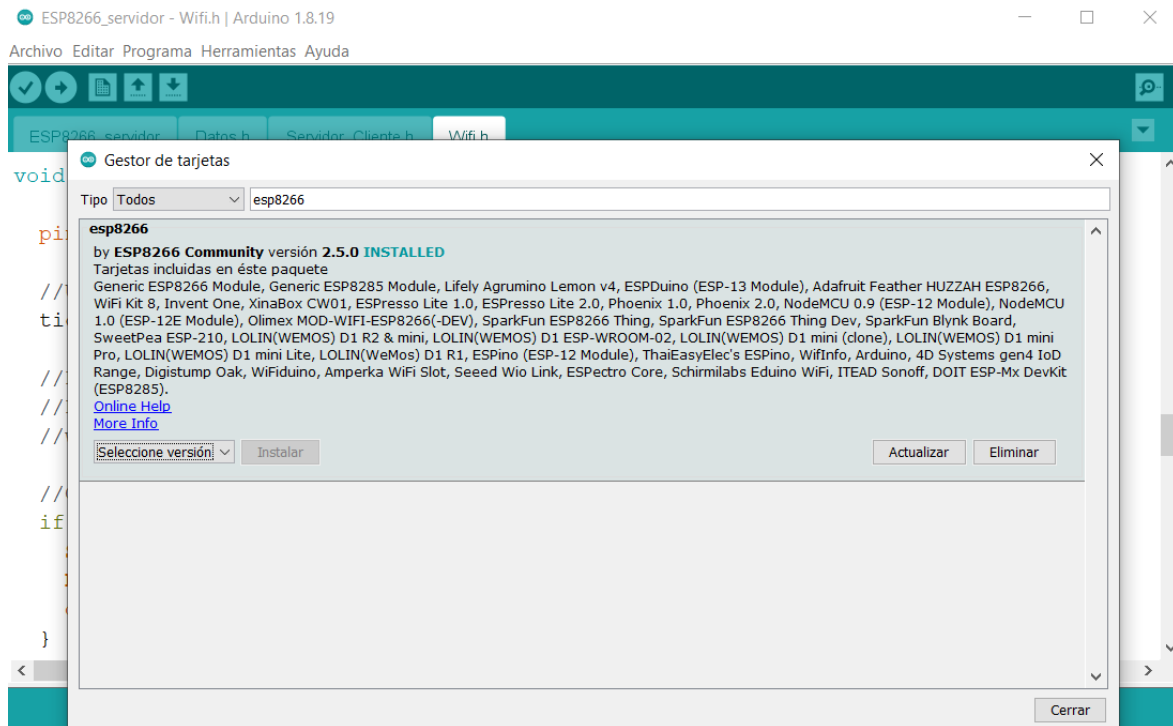 ESP8266_servidor - Wifi.h | Arduino 1.8.19
Archivo Editar Programa Herramientas Ayuda
ESP8266_servidor Datos.h Servidor_Cliente.h Wifi.h
Gestor de tarjetas
void
Tipo Todos esp8266
esp8266
by ESP8266 Community versión 2.5.0 INSTALLED
Tarjetas incluidas en éste paquete
Generic ESP8266 Module, Generic ESP8285 Module, Lifely Agrumino Lemon v4, ESPDuino (ESP-13 Module), Adafruit Feather HUZZAH ESP8266,
WiFi Kit 8, Invent One, XinaBox CW01, ESPresso Lite 1.0, ESPresso Lite 2.0, Phoenix 1.0, Phoenix 2.0, NodeMCU 0.9 (ESP-12 Module), NodeMCU
1.0 (ESP-12E Module), Olimex MOD-WIFI-ESP8266(-DEV), SparkFun ESP8266 Thing, SparkFun ESP8266 Thing Dev, SparkFun Blynk Board,
SweetPea ESP-210, LOLIN(WEMOS) D1 R2 & mini, LOLIN(WEMOS) D1 ESP-WROOM-02, LOLIN(WEMOS) D1 mini (clone), LOLIN(WEMOS) D1 mini
Pro, LOLIN(WEMOS) D1 mini Lite, LOLIN(WeMos) D1 R1, ESPino (ESP-12 Module), ThaiEasyElec's ESPino, WifInfo, Arduino, 4D Systems gen4 IoD
Range, Digistump Oak, WiFiduino, Amperka WiFi Slot, Seeed Wio Link, ESPectro Core, Schirmilabs Eduino WiFi, ITEAD Sonoff, DOIT ESP-Mx DevKit
(ESP8285).
Online Help
More Info
Seleccione versión Instalar Actualizar Eliminar
//
//
//
//
if
}
Cerrar